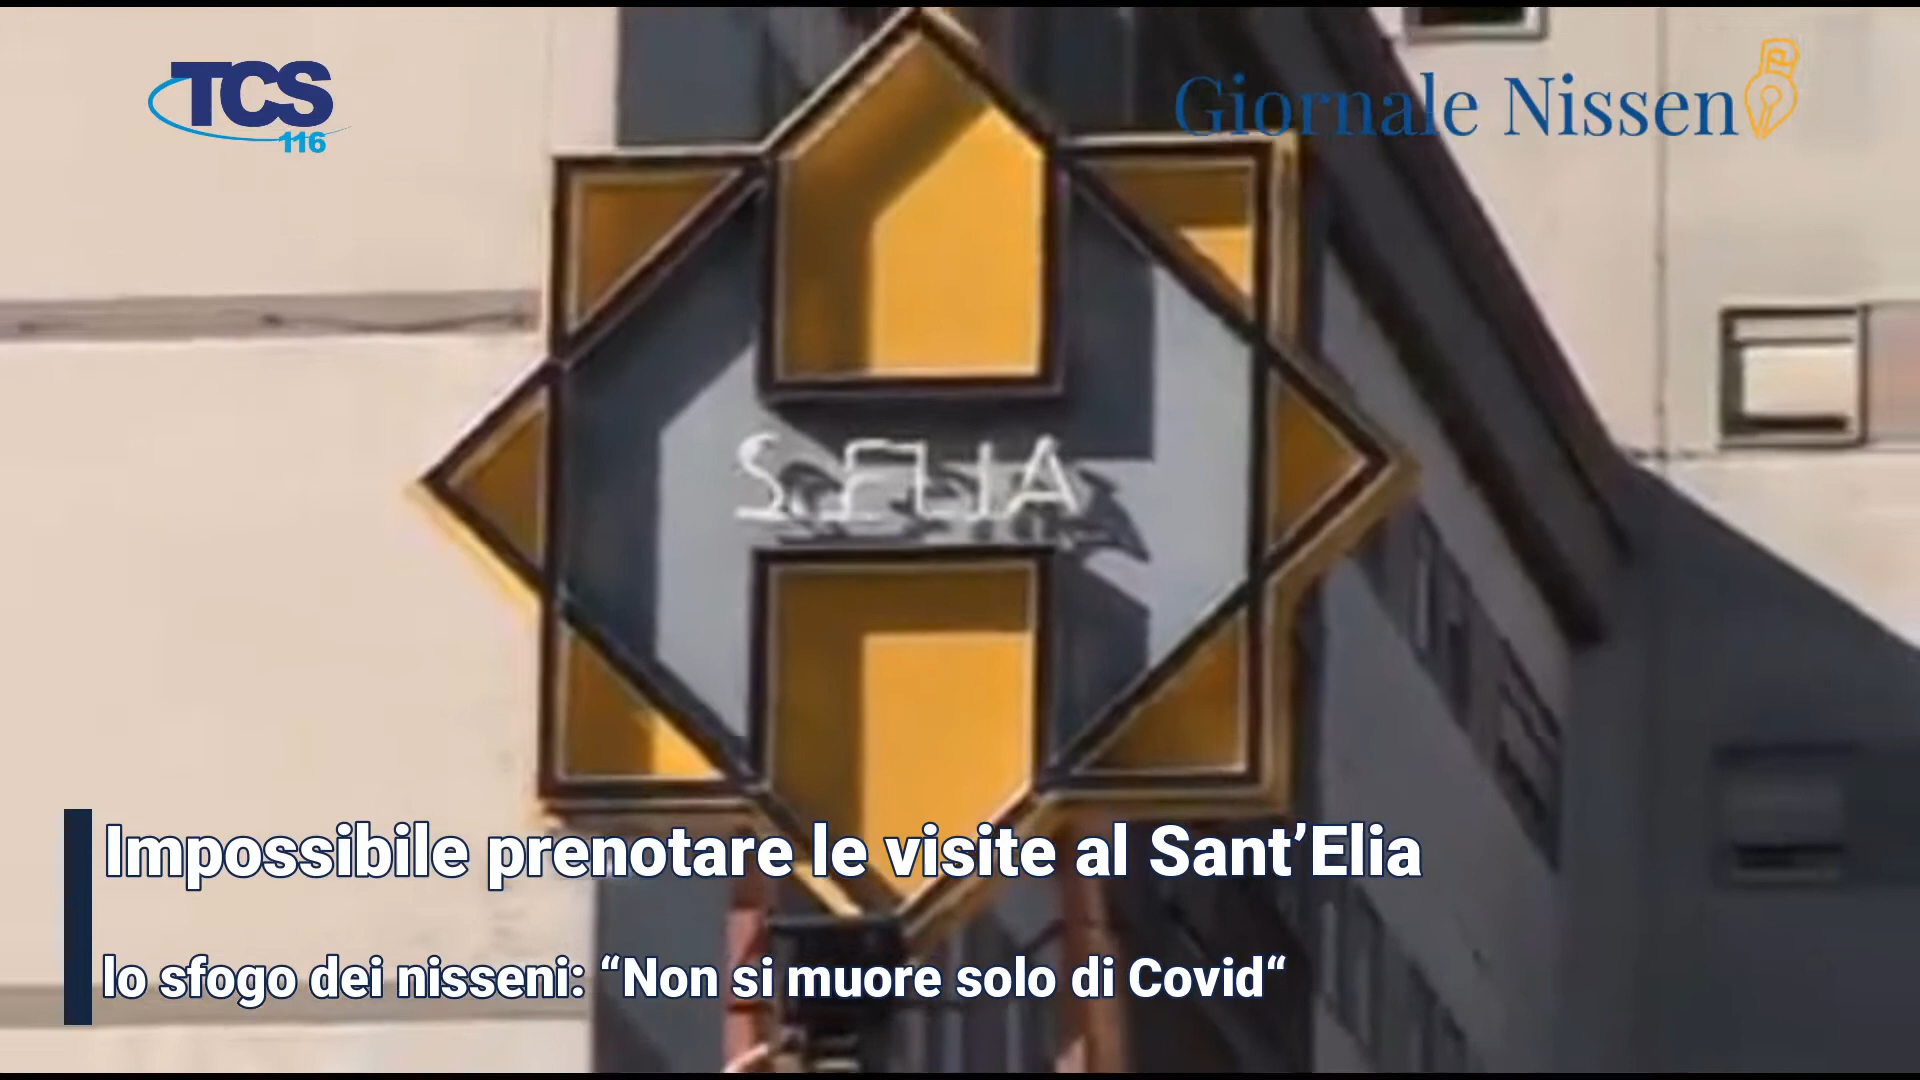 TCS
116
Giornale Nissen
S. ELIA
Impossibile prenotare le visite al Sant’Elia
lo sfogo dei nisseni: “Non si muore solo di Covid“